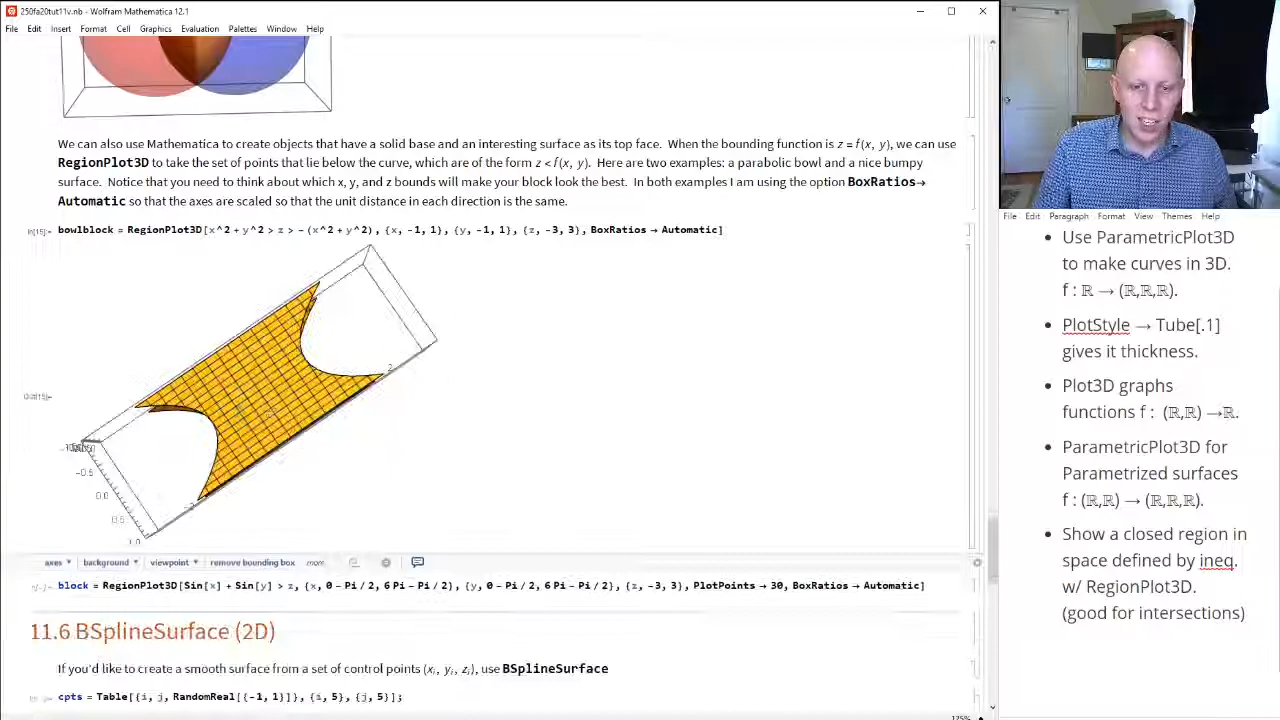 250fa20tut11v.nb - Wolfram Mathematica 12.1
File Edit Insert Format Cell Graphics Evaluation Palettes Window Help
We can also use Mathematica to create objects that have a solid base and an interesting surface as its top face. When the bounding function is z = f(x, y), we can use
RegionPlot3D to take the set of points that lie below the curve, which are of the form z < f(x, y). Here are two examples: a parabolic bowl and a nice bumpy
surface. Notice that you need to think about which x, y, and z bounds will make your block look the best. In both examples I am using the option BoxRatios→
Automatic so that the axes are scaled so that the unit distance in each direction is the same.
In[15]:= bowlblock = RegionPlot3D[x^2 + y^2 > z > - (x^2 + y^2), {x, -1, 1}, {y, -1, 1}, {z, -3, 3}, BoxRatios → Automatic]
2
-0.5
0.0
0.5
1.0
-2
axes background viewpoint remove bounding box more
block = RegionPlot3D[Sin[x] + Sin[y] > z, {x, 0 - Pi / 2, 6 Pi - Pi / 2}, {y, 0 - Pi / 2, 6 Pi - Pi / 2}, {z, -3, 3}, PlotPoints → 30, BoxRatios → Automatic]
11.6 BSplineSurface (2D)
If you'd like to create a smooth surface from a set of control points (xᵢ, yᵢ, zᵢ), use BSplineSurface
cpts = Table[{i, j, RandomReal[{-1, 1}]}, {i, 5}, {j, 5}];
125%
File Edit Paragraph Format View Themes Help
• Use ParametricPlot3D
to make curves in 3D.
f : ℝ → (ℝ,ℝ,ℝ).
• PlotStyle → Tube[.1]
gives it thickness.
• Plot3D graphs
functions f : (ℝ,ℝ) →ℝ.
• ParametricPlot3D for
Parametrized surfaces
f : (ℝ,ℝ) → (ℝ,ℝ,ℝ).
• Show a closed region in
space defined by ineq.
w/ RegionPlot3D.
(good for intersections)